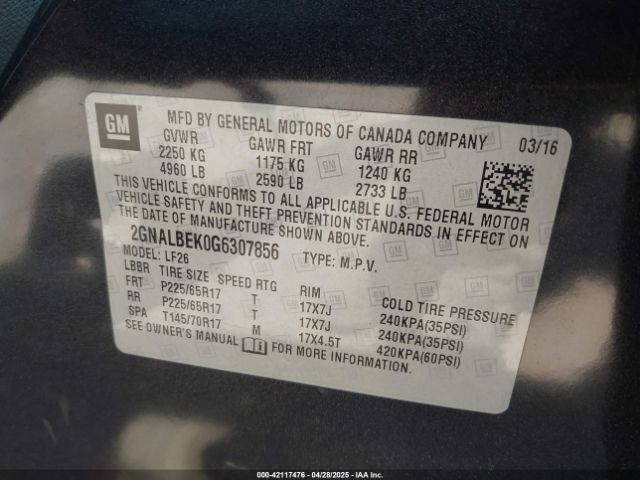 GM
MFD BY GENERAL MOTORS OF CANADA COMPANY 03/16
GVWR GAWR FRT GAWR RR
2250 KG 1175 KG 1240 KG
4960 LB 2590 LB 2733 LB
THIS VEHICLE CONFORMS TO ALL APPLICABLE U.S. FEDERAL MOTOR
VEHICLE SAFETY AND THEFT PREVENTION STANDARDS IN EFFECT ON
THE DATE OF MANUFACTURE SHOWN ABOVE.
2GNALBEK0G6307856 TYPE: M.P.V.
MODEL: LF26
LBBR TIRE SIZE SPEED RTG RIM COLD TIRE PRESSURE
FRT P225/65R17 T 17X7J 240KPA(35PSI)
RR P225/65R17 T 17X7J 240KPA(35PSI)
SPA T145/70R17 M 17X4.5T 420KPA(60PSI)
SEE OWNER'S MANUAL FOR MORE INFORMATION.
000-42117476 - 04/28/2025 - IAA Inc.